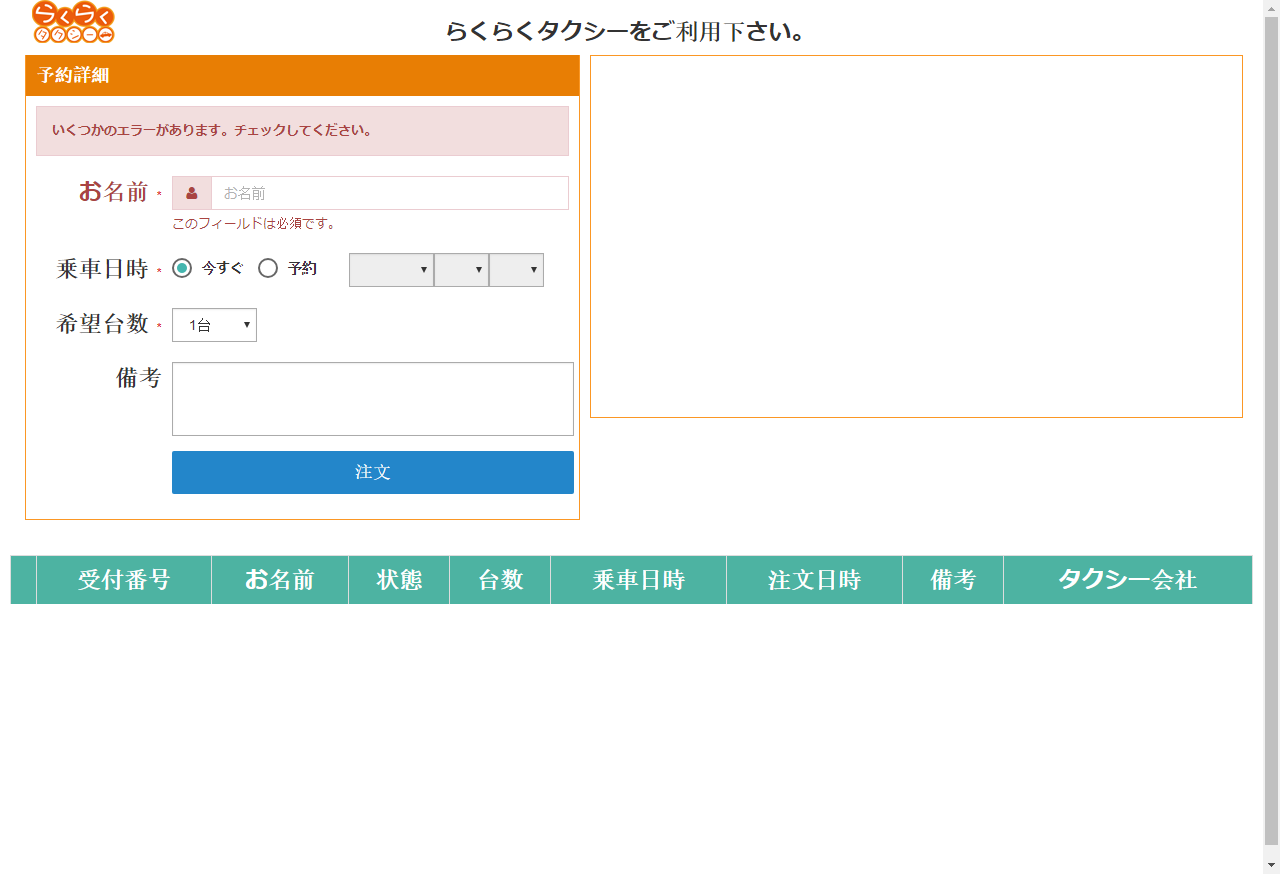 らくらく
タクシー
らくらくタクシーをご利用下さい。
予約詳細
いくつかのエラーがあります。チェックしてください。
お名前 * お名前
このフィールドは必須です。
乗車日時 * 今すぐ 予約
希望台数 * 1台
備考
注文
受付番号 お名前 状態 台数 乗車日時 注文日時 備考 タクシー会社